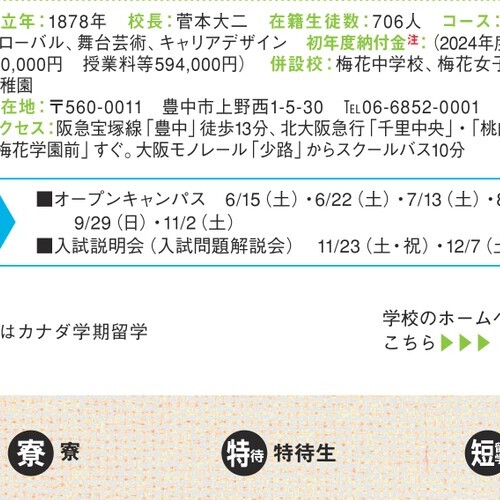 立年：1878年　校長：菅本大二　在籍生徒数：706人　コース：
ローバル、舞台芸術、キャリアデザイン　初年度納付金注：（2024年度
0,000円　授業料等594,000円）　併設校：梅花中学校、梅花女子
稚園
在地：〒560-0011　豊中市上野西1-5-30　℡06-6852-0001
クセス：阪急宝塚線「豊中」徒歩13分、北大阪急行「千里中央」・「桃
梅花学園前」すぐ。大阪モノレール「少路」からスクールバス10分
■オープンキャンパス　6/15（土）・6/22（土）・7/13（土）・8
9/29（日）・11/2（土）
■入試説明会（入試問題解説会）　11/23（土・祝）・12/7（土
はカナダ学期留学
学校のホームペ
こちら▶▶▶
寮 寮
特待 特待生
短